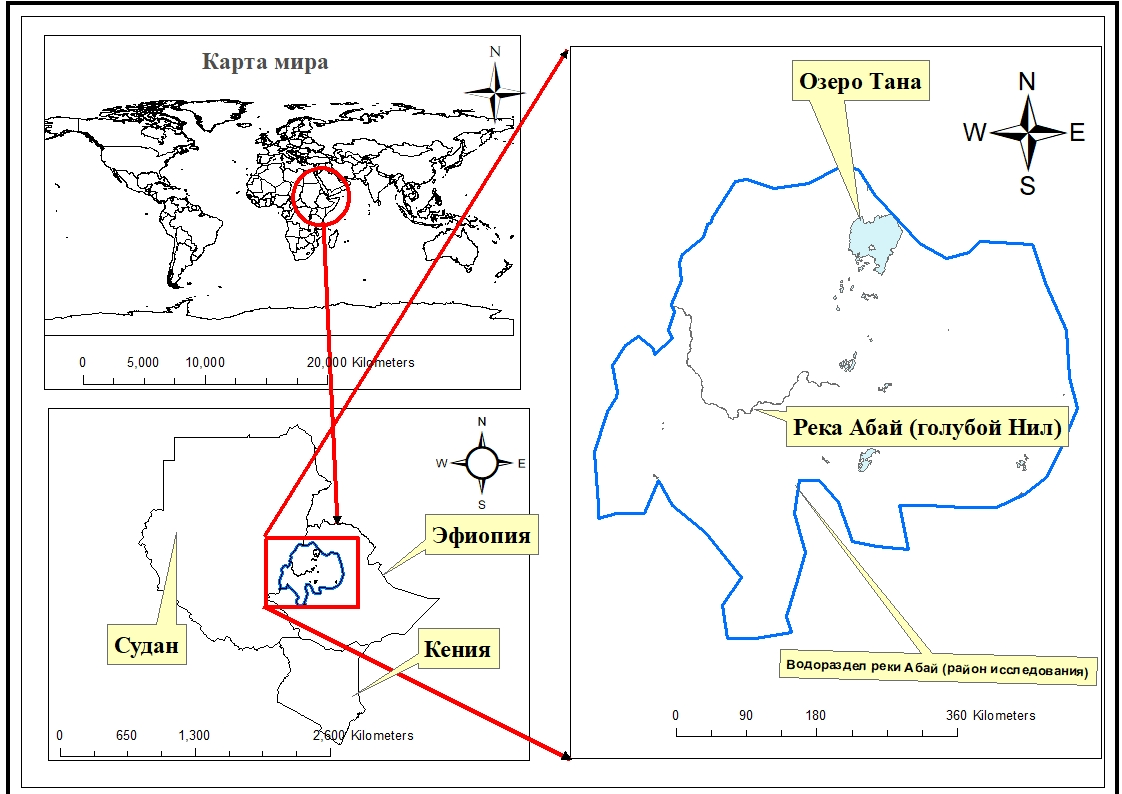 Карта мира
N
0 5,000 10,000 20,000 Kilometers
N
W E
S
Эфиопия
Судан
Кения
0 650 1,300 2,600 Kilometers
Озеро Тана
N
W E
S
Река Абай (голубой Нил)
Водораздел реки Абай (район исследования)
0 90 180 360 Kilometers